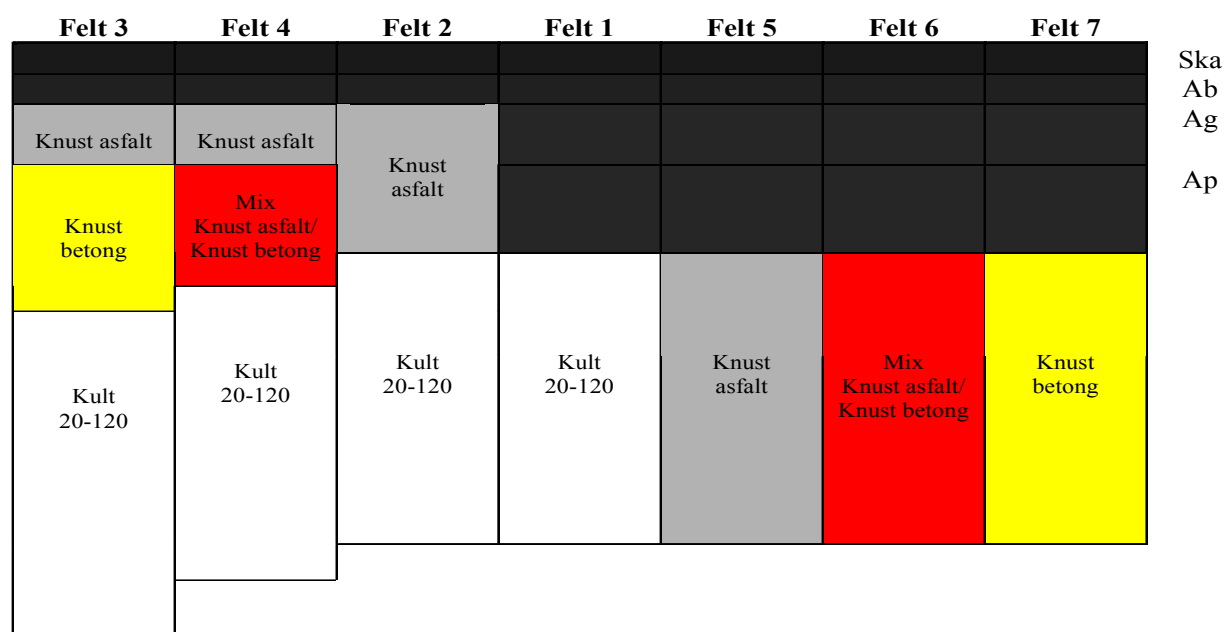 Felt 3 Felt 4 Felt 2 Felt 1 Felt 5 Felt 6 Felt 7
Ska
Ab
Ag
Ap
Knust asfalt
Knust
betong
Kult
20-120
Knust asfalt
Mix
Knust asfalt/
Knust betong
Kult
20-120
Knust
asfalt
Kult
20-120
Kult
20-120
Knust
asfalt
Mix
Knust asfalt/
Knust betong
Knust
betong